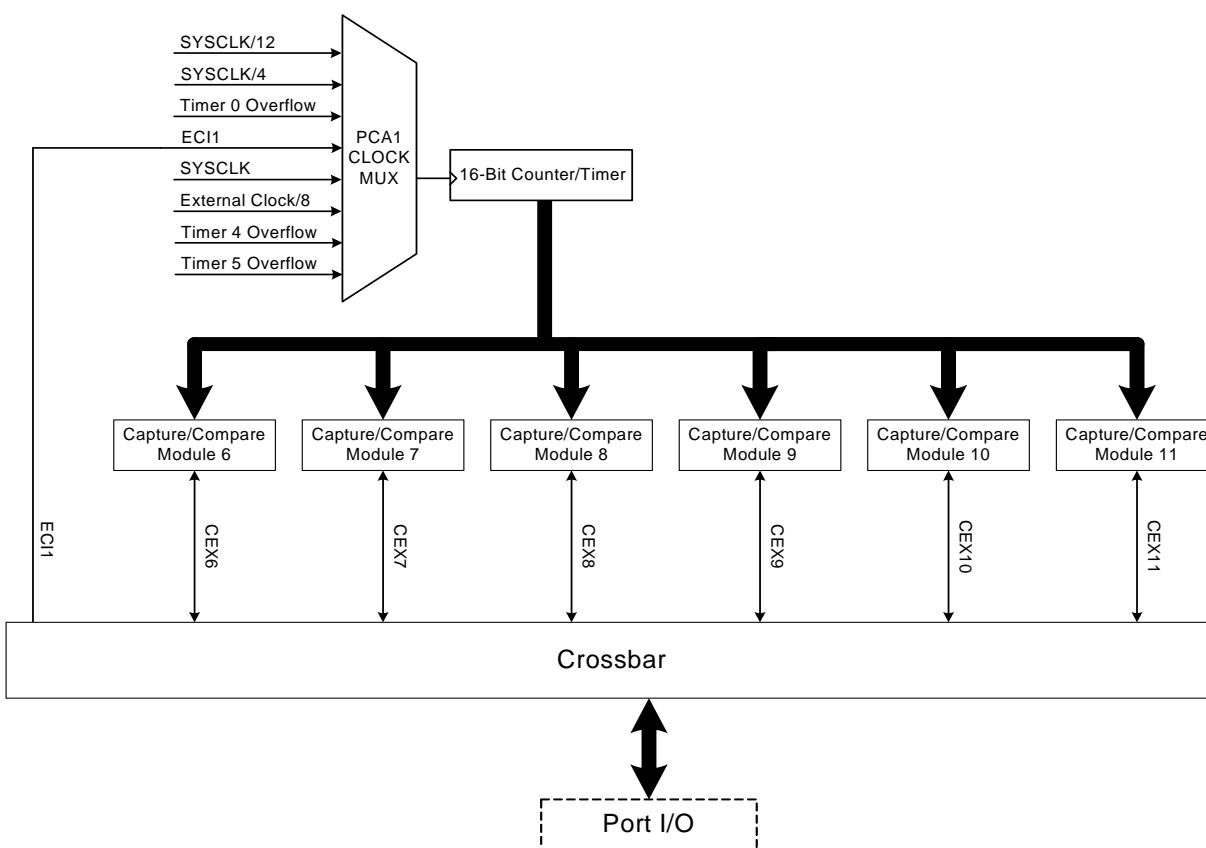 SYSCLK/12
SYSCLK/4
Timer 0 Overflow
ECI1
SYSCLK
External Clock/8
Timer 4 Overflow
Timer 5 Overflow
PCA1
CLOCK
MUX
16-Bit Counter/Timer
Capture/Compare
Module 6
Capture/Compare
Module 7
Capture/Compare
Module 8
Capture/Compare
Module 9
Capture/Compare
Module 10
Capture/Compare
Module 11
ECI1
CEX6
CEX7
CEX8
CEX9
CEX10
CEX11
Crossbar
Port I/O